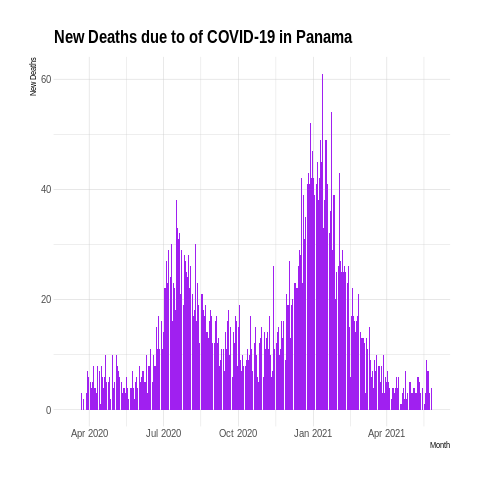 New Deaths due to of COVID-19 in Panama
New Deaths
60
40
20
0
Apr 2020 Jul 2020 Oct 2020 Jan 2021 Apr 2021
Month